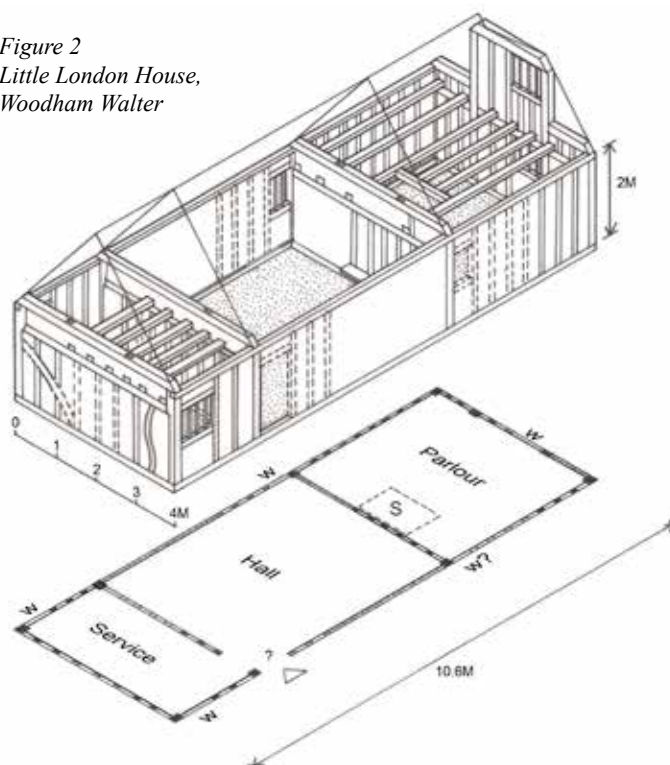 Figure 2
Little London House,
Woodham Walter
2M
0
1
2
3
4M
W
W
Parlour
S
Hall
W?
W
Service
?
W
10.6M